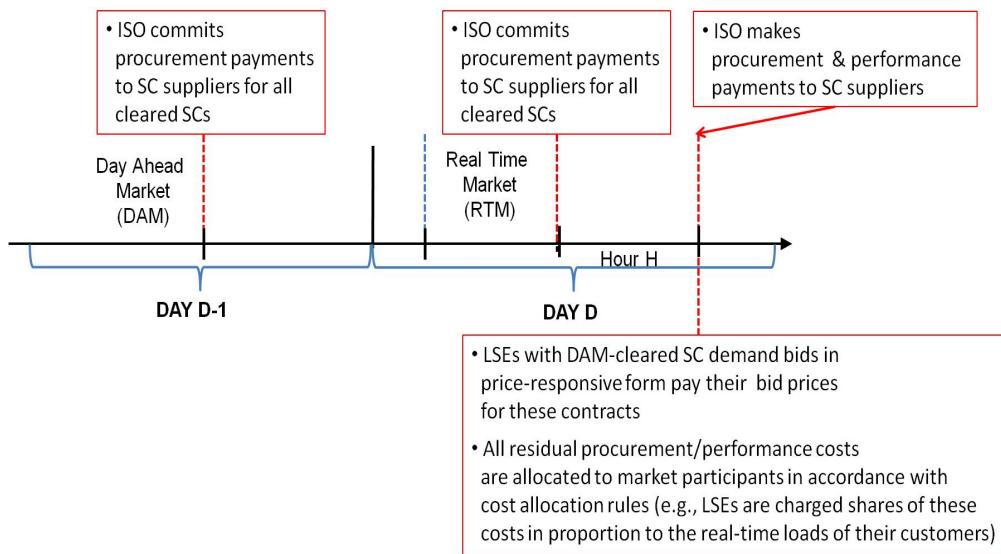 • ISO commits
procurement payments
to SC suppliers for all
cleared SCs
• ISO commits
procurement payments
to SC suppliers for all
cleared SCs
• ISO makes
procurement & performance
payments to SC suppliers
Day Ahead
Market
(DAM)
Real Time
Market
(RTM)
Hour H
DAY D-1
DAY D
• LSEs with DAM-cleared SC demand bids in
price-responsive form pay their bid prices
for these contracts
• All residual procurement/performance costs
are allocated to market participants in accordance with
cost allocation rules (e.g., LSEs are charged shares of these
costs in proportion to the real-time loads of their customers)